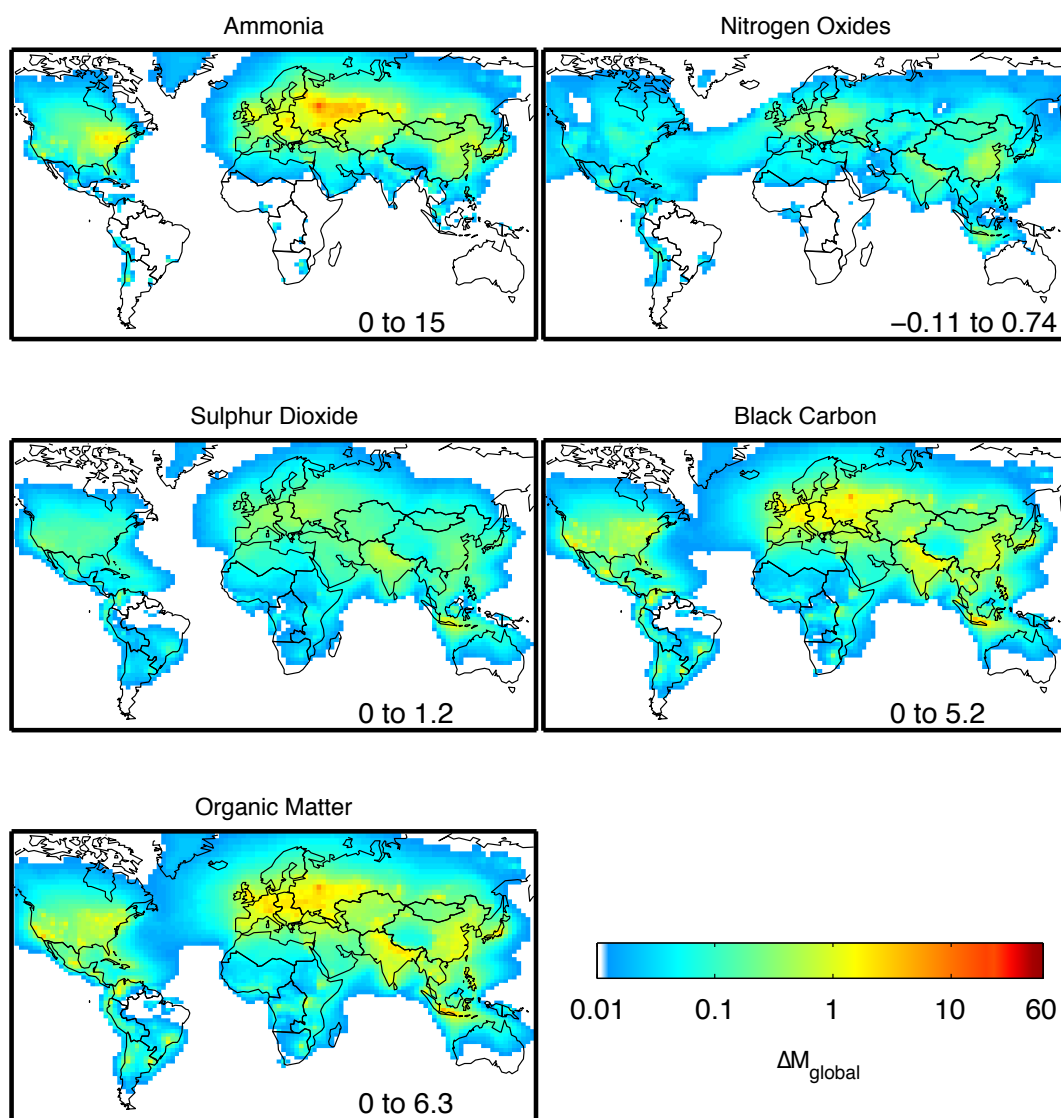 Ammonia
Nitrogen Oxides
0 to 15
−0.11 to 0.74
Sulphur Dioxide
Black Carbon
0 to 1.2
0 to 5.2
Organic Matter
0 to 6.3
0.01 0.1 1 10 60
ΔM_global